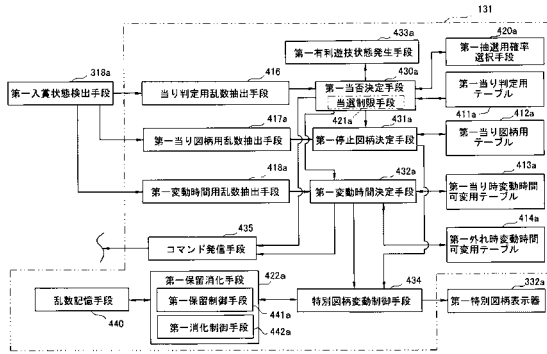 131
433a
第一有利遊技状態発生手段
420a
第一抽選用確率
選択手段
318a
第一入賞状態検出手段
416
当り判定用乱数抽出手段
430a
第一当否決定手段
当選制限手段
421a
第一当り判定用
テーブル
411a
417a
第一当り図柄用乱数抽出手段
431a
第一停止図柄決定手段
412a
第一当り図柄用
テーブル
418a
第一変動時間用乱数抽出手段
432a
第一変動時間決定手段
413a
第一当り時変動時間
可変用テーブル
435
コマンド発信手段
414a
第一外れ時変動時間
可変用テーブル
乱数記憶手段
440
第一保留消化手段
422a
第一保留制御手段
441a
第一消化制御手段
442a
434
特別図柄変動制御手段
332a
第一特別図柄表示器